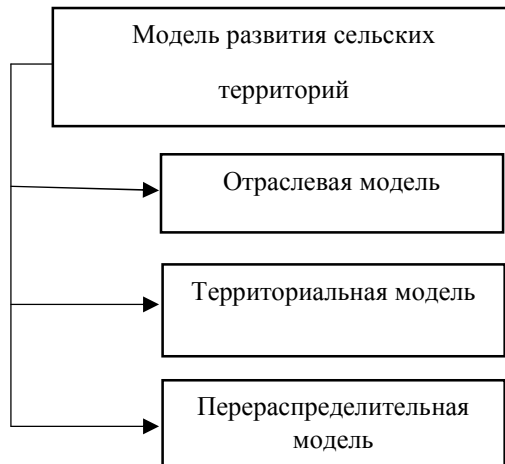 Модель развития сельских
территорий
Отраслевая модель
Территориальная модель
Перераспределительная
модель